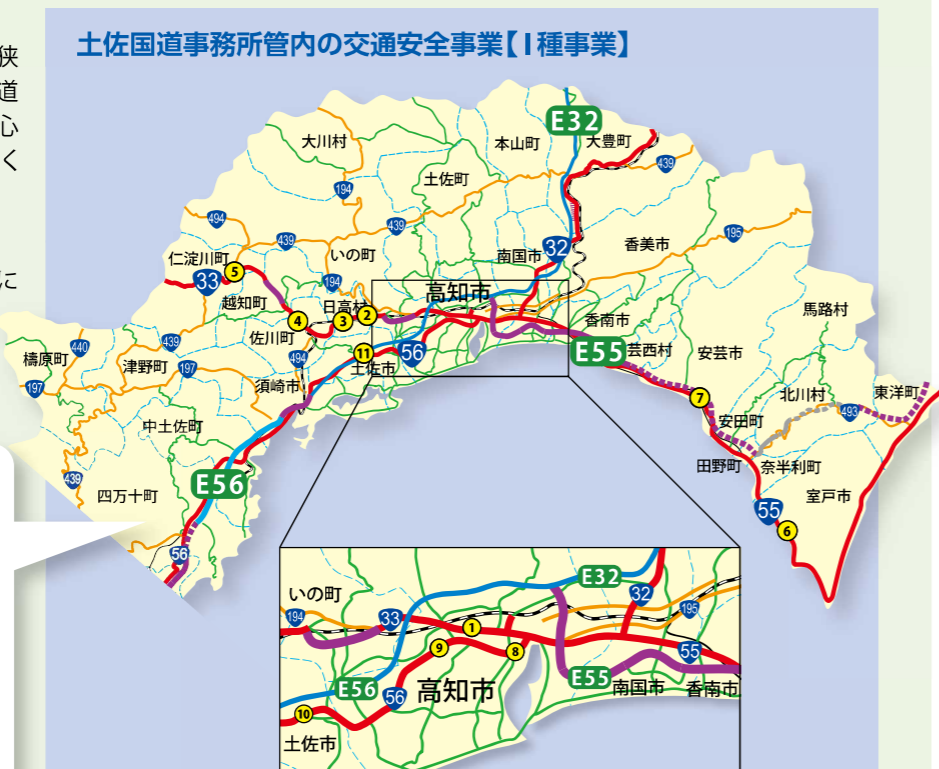 狭
道
心
く
に
土佐国道事務所管内の交通安全事業【Ⅰ種事業】
E32
大川村
本山町
大豊町
439
土佐町
194
494
439
439
195
仁淀川町
5
いの町
南国市
32
香美市
33
194
越知町
高知市
日高村
2
3
4
馬路村
佐川町
香南市
440
439
11
56
E55
芸西村
安芸市
檮原町
津野町
197
494
土佐市
197
須崎市
7
北川村
東洋町
493
安田町
中土佐町
田野町
奈半利町
439
四万十町
E56
室戸市
55
6
56
E32
いの町
32
194
33
1
195
9
8
55
E55
南国市
香南市
E56
56
高知市
10
土佐市